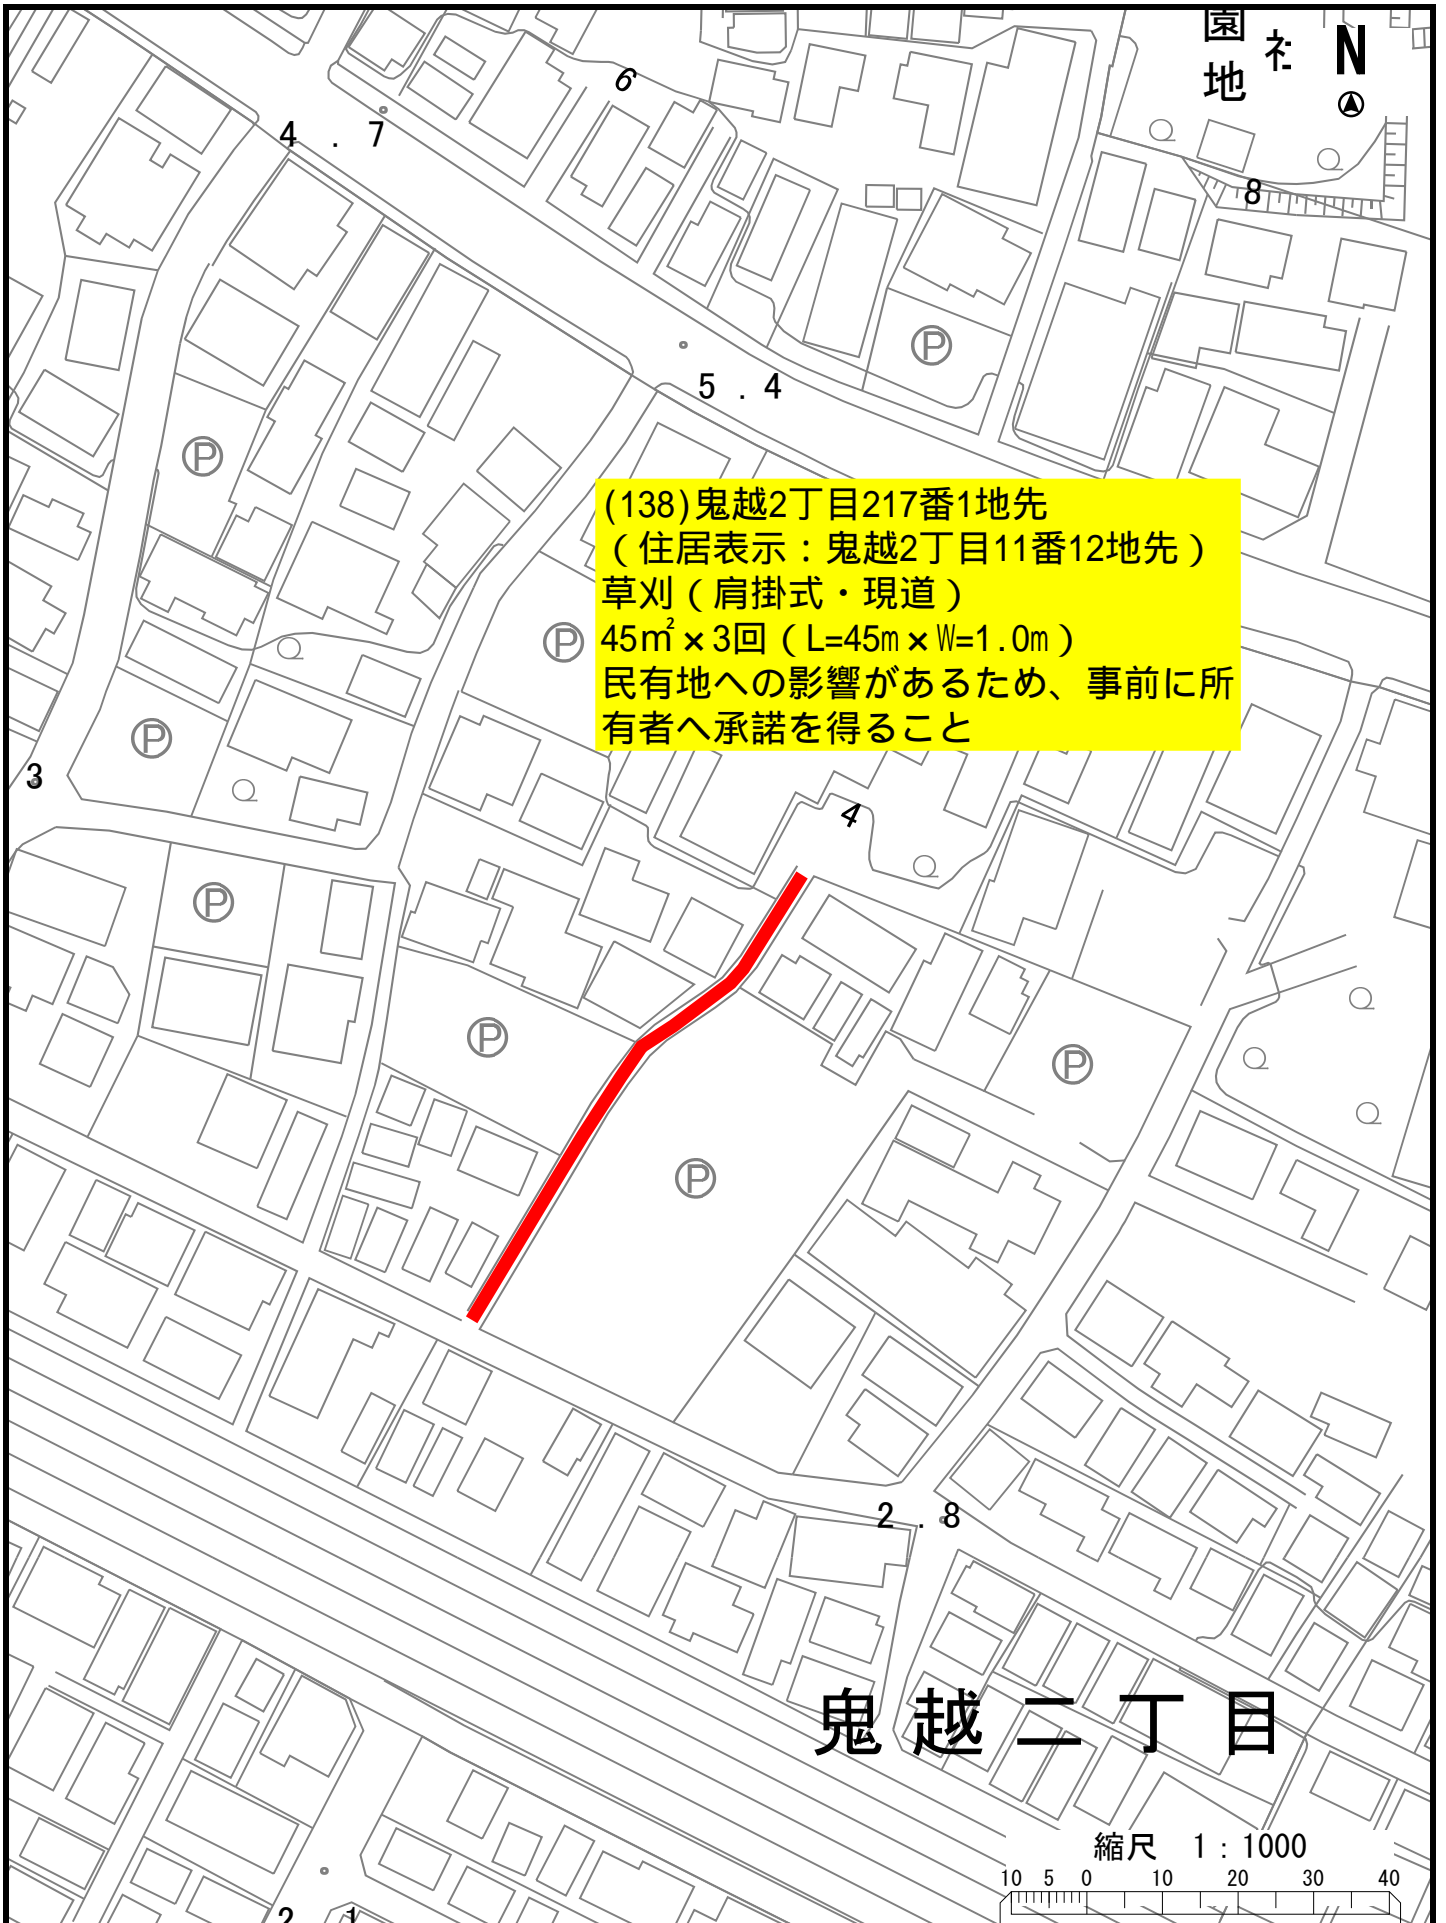 園
地
社
N
6
4.7
8
P
5.4
P
(138)鬼越2丁目217番1地先
（住居表示：鬼越2丁目11番12地先）
草刈（肩掛式・現道）
45㎡×3回（L=45m×W=1.0m）
民有地への影響があるため、事前に所
有者へ承諾を得ること
P
P
3
4
P
P
P
P
2.8
鬼越二丁目
縮尺 1:1000
10 5 0 10 20 30 40
2.1